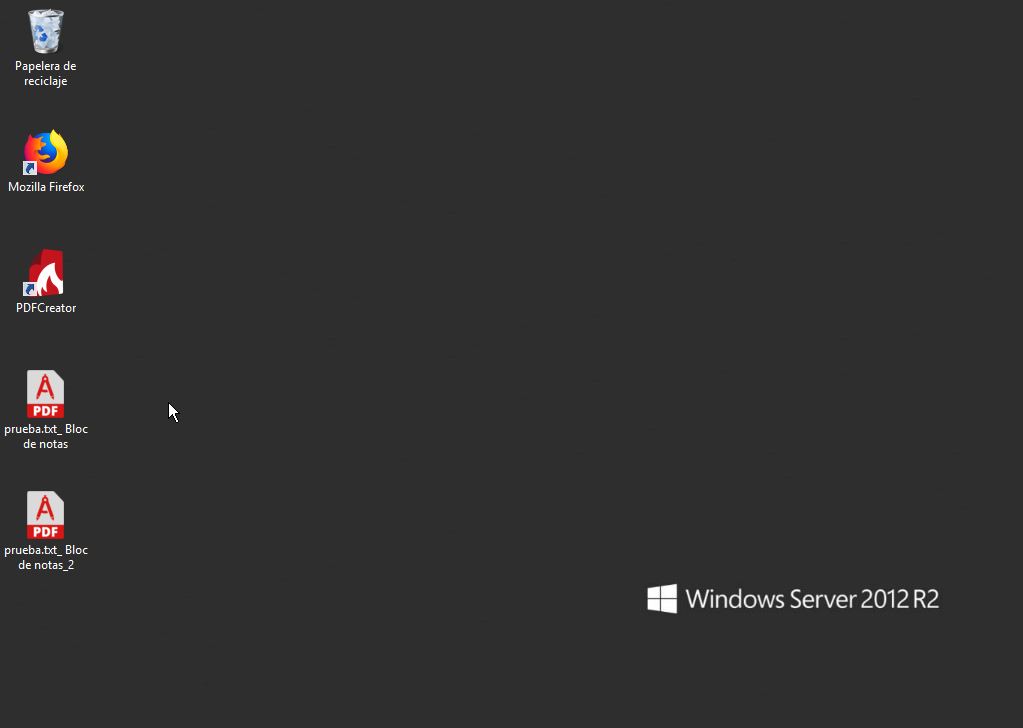 Papelera de
reciclaje
Mozilla Firefox
PDFCreator
PDF
prueba.txt_ Bloc
de notas
PDF
prueba.txt_ Bloc
de notas_2
Windows Server 2012 R2